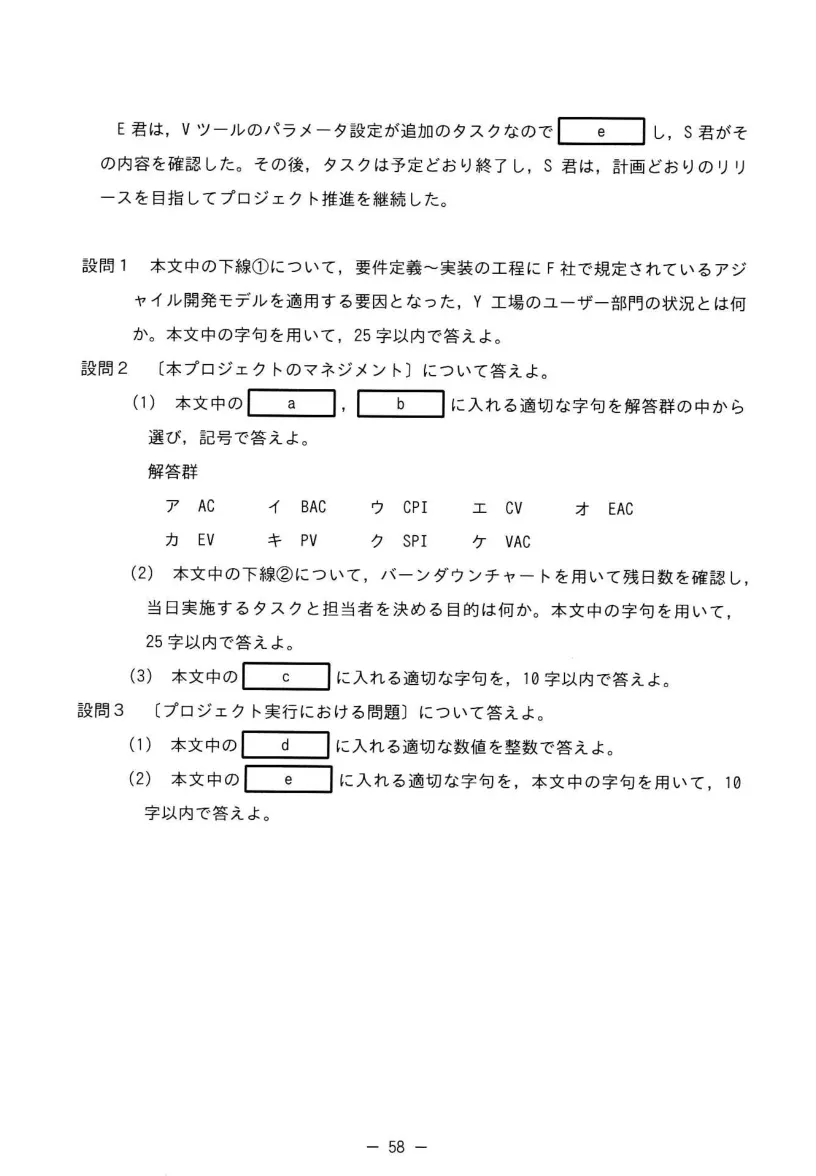 E 君は，V ツールのパラメータ設定が追加のタスクなので e し，S 君がそ
の内容を確認した。その後，タスクは予定どおり終了し，S 君は，計画どおりのリリ
ースを目指してプロジェクト推進を継続した。
設問１ 本文中の下線①について，要件定義～実装の工程に F 社で規定されているアジ
ャイル開発モデルを適用する要因となった，Y 工場のユーザー部門の状況とは何
か。本文中の字句を用いて，25 字以内で答えよ。
設問２ 〔本プロジェクトのマネジメント〕について答えよ。
(1) 本文中の a ， b に入れる適切な字句を解答群の中から
選び，記号で答えよ。
解答群
ア AC イ BAC ウ CPI エ CV オ EAC
カ EV キ PV ク SPI ケ VAC
(2) 本文中の下線②について，バーンダウンチャートを用いて残日数を確認し，
当日実施するタスクと担当者を決める目的は何か。本文中の字句を用いて，
25 字以内で答えよ。
(3) 本文中の c に入れる適切な字句を，10 字以内で答えよ。
設問３ 〔プロジェクト実行における問題〕について答えよ。
(1) 本文中の d に入れる適切な数値を整数で答えよ。
(2) 本文中の e に入れる適切な字句を，本文中の字句を用いて，10
字以内で答えよ。
－ 58 －